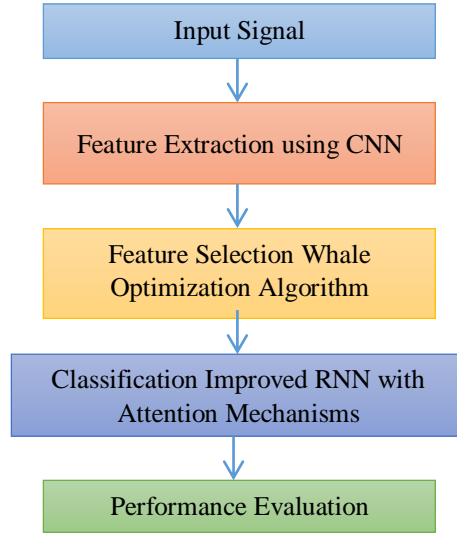 Input Signal
Feature Extraction using CNN
Feature Selection Whale
Optimization Algorithm
Classification Improved RNN with
Attention Mechanisms
Performance Evaluation